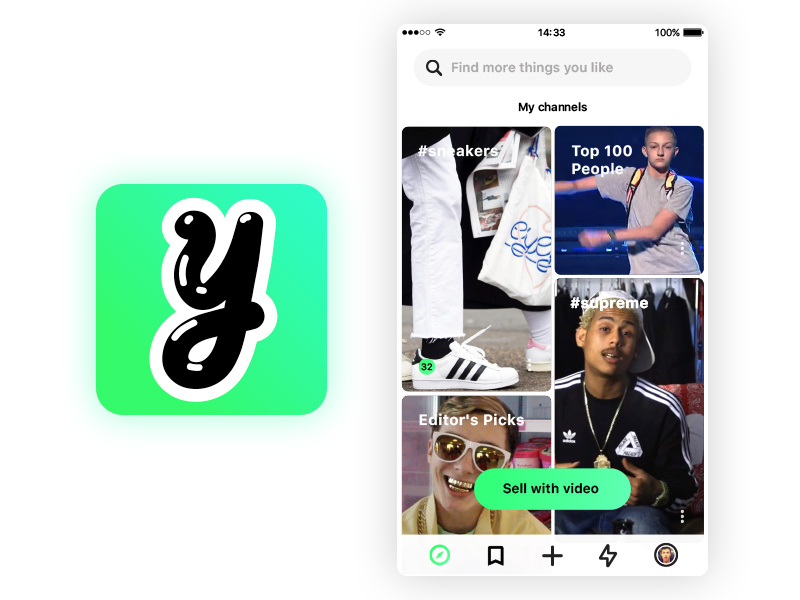 y
14:33
100%
Find more things you like
My channels
#sneakers
Top 100
People
#supreme
32
Editor's Picks
Sell with video